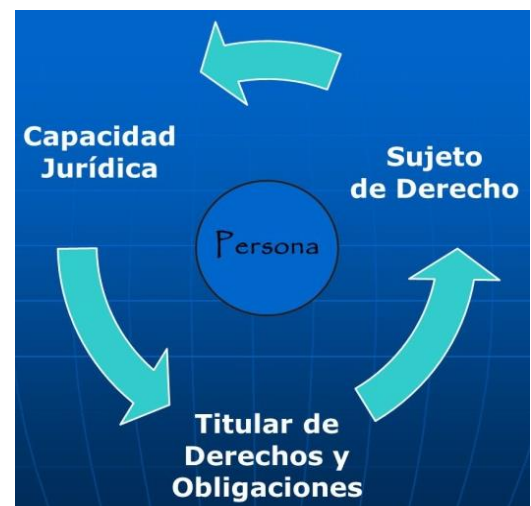 Capacidad
Jurídica
Sujeto
de Derecho
Persona
Titular de
Derechos y
Obligaciones